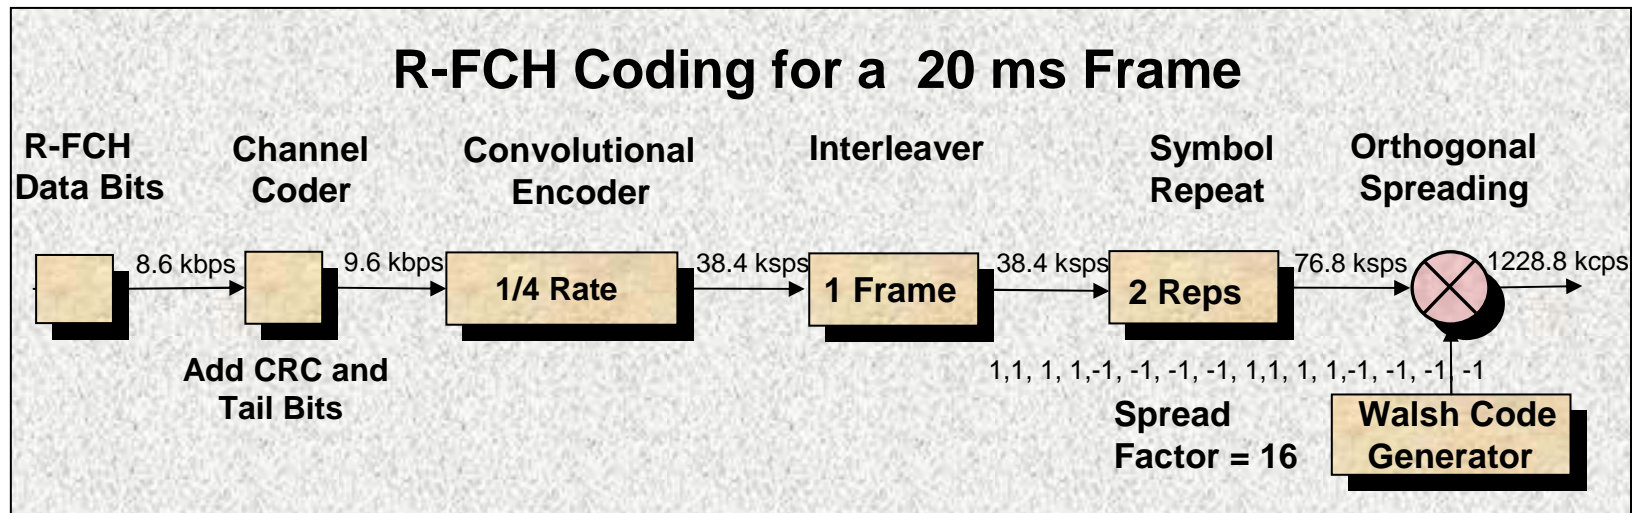 R-FCH Coding for a 20 ms Frame
R-FCH
Data Bits
Channel
Coder
Convolutional
Encoder
Interleaver
Symbol
Repeat
Orthogonal
Spreading
8.6 kbps
9.6 kbps
1/4 Rate
38.4 ksps
1 Frame
38.4 ksps
2 Reps
76.8 ksps
1228.8 kcps
Add CRC and
Tail Bits
1,1, 1, 1,-1, -1, -1, -1, 1,1, 1, 1,-1, -1, -1, -1
Spread
Factor = 16
Walsh Code
Generator